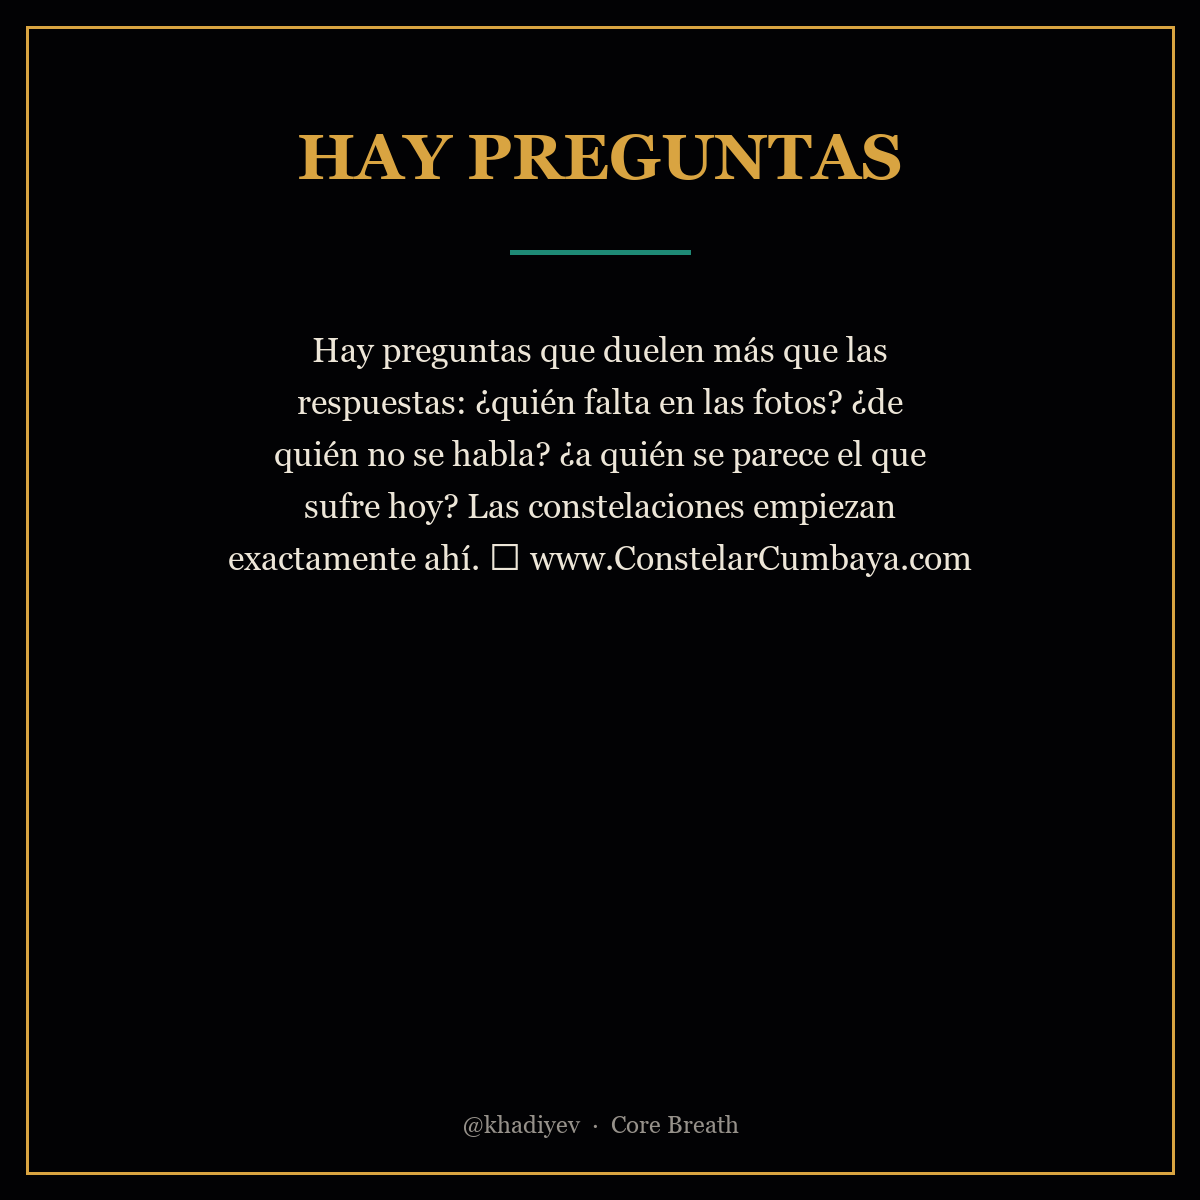 HAY PREGUNTAS
Hay preguntas que duelen más que las
respuestas: ¿quién falta en las fotos? ¿de
quién no se habla? ¿a quién se parece el que
sufre hoy? Las constelaciones empiezan
exactamente ahí. □ www.ConstelarCumbaya.com
@khadiyev · Core Breath